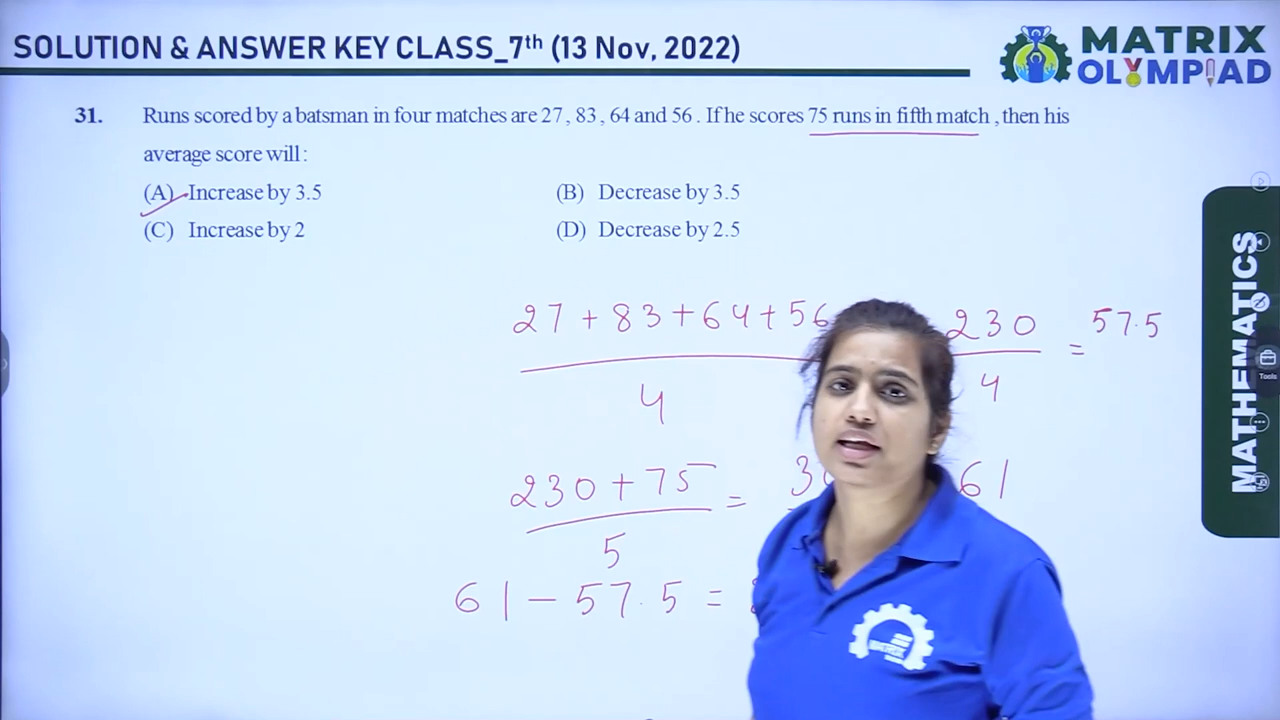 SOLUTION & ANSWER KEY CLASS_7th (13 Nov, 2022)
MATRIX
OLYMPIAD
31. Runs scored by a batsman in four matches are 27, 83, 64 and 56. If he scores 75 runs in fifth match, then his
average score will:
(A) Increase by 3.5 (B) Decrease by 3.5
(C) Increase by 2 (D) Decrease by 2.5
27 + 83 + 64 + 56 230 = 57.5
4 4
230 + 75 = 61
5
61 - 57.5 =
MATHEMATICS
Tools